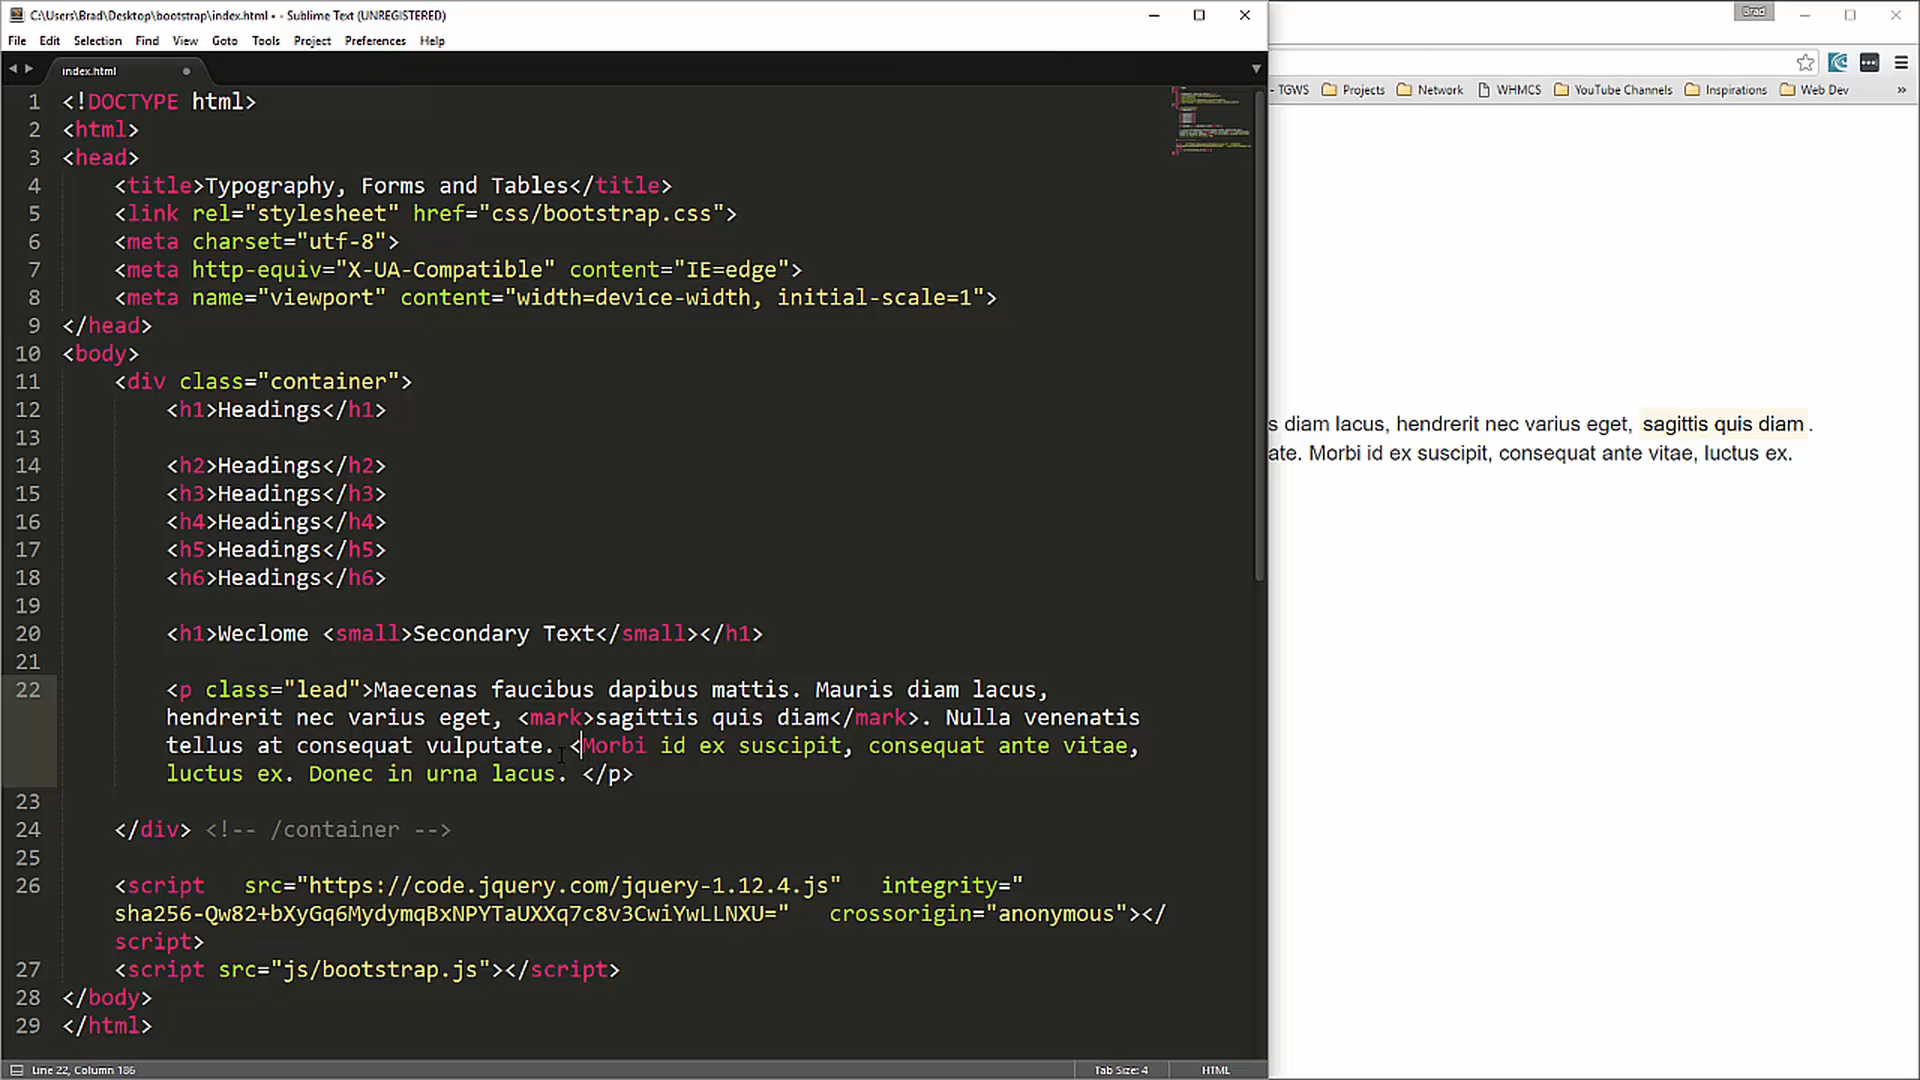 C:\Users\Brad\Desktop\bootstrap\index.html • - Sublime Text (UNREGISTERED)
Brad
File Edit Selection Find View Goto Tools Project Preferences Help
index.html
- TGWS Projects Network WHMCS YouTube Channels Inspirations Web Dev »
1 <!DOCTYPE html>
2 <html>
3 <head>
4 <title>Typography, Forms and Tables</title>
5 <link rel="stylesheet" href="css/bootstrap.css">
6 <meta charset="utf-8">
7 <meta http-equiv="X-UA-Compatible" content="IE=edge">
8 <meta name="viewport" content="width=device-width, initial-scale=1">
9 </head>
10 <body>
11 <div class="container">
12 <h1>Headings</h1>
13
14 <h2>Headings</h2>
15 <h3>Headings</h3>
16 <h4>Headings</h4>
17 <h5>Headings</h5>
18 <h6>Headings</h6>
19
20 <h1>Weclome <small>Secondary Text</small></h1>
21
22 <p class="lead">Maecenas faucibus dapibus mattis. Mauris diam lacus,
hendrerit nec varius eget, <mark>sagittis quis diam</mark>. Nulla venenatis
tellus at consequat vulputate. <Morbi id ex suscipit, consequat ante vitae,
luctus ex. Donec in urna lacus. </p>
23
24 </div> <!-- /container -->
25
26 <script src="https://code.jquery.com/jquery-1.12.4.js" integrity="
sha256-Qw82+bXyGq6MydymqBxNPYTaUXXq7c8v3CwiYwLLNXU=" crossorigin="anonymous"></
script>
27 <script src="js/bootstrap.js"></script>
28 </body>
29 </html>
s diam lacus, hendrerit nec varius eget, sagittis quis diam .
ate. Morbi id ex suscipit, consequat ante vitae, luctus ex.
Line 22, Column 186 Tab Size: 4 HTML